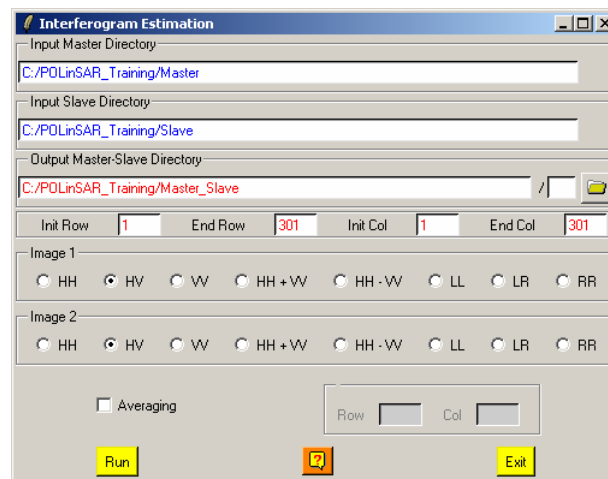 Interferogram Estimation
Input Master Directory
C:/POLinSAR_Training/Master
Input Slave Directory
C:/POLinSAR_Training/Slave
Output Master-Slave Directory
C:/POLinSAR_Training/Master_Slave /
Init Row 1 End Row 301 Init Col 1 End Col 301
Image 1
HH HV VV HH + VV HH - VV LL LR RR
Image 2
HH HV VV HH + VV HH - VV LL LR RR
Averaging Row Col
Run ? Exit